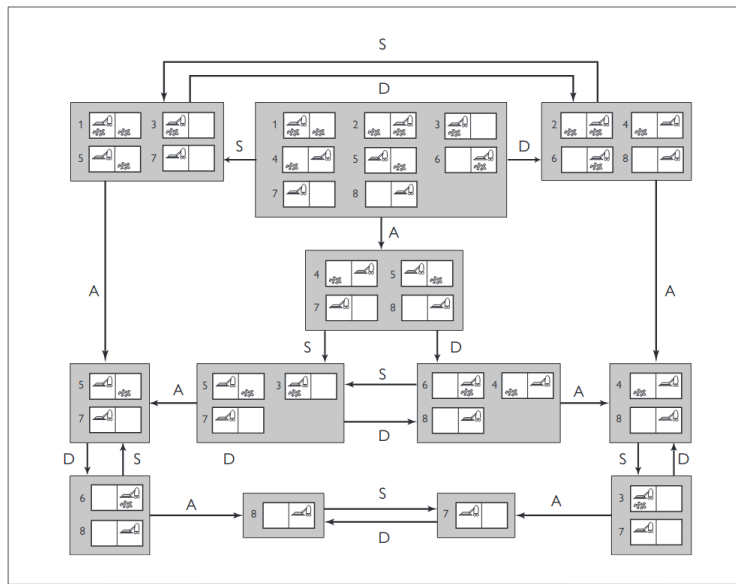 S
D
1 3 1 2 3 2 4
5 7 S 4 5 6 D 6 8
7 8
A
4 5
A 7 8 A
S D
5 5 3 S 6 4 4
A A
7 7 D 8 8
D S D S D
6 A S A 3
8 7
8 D 7